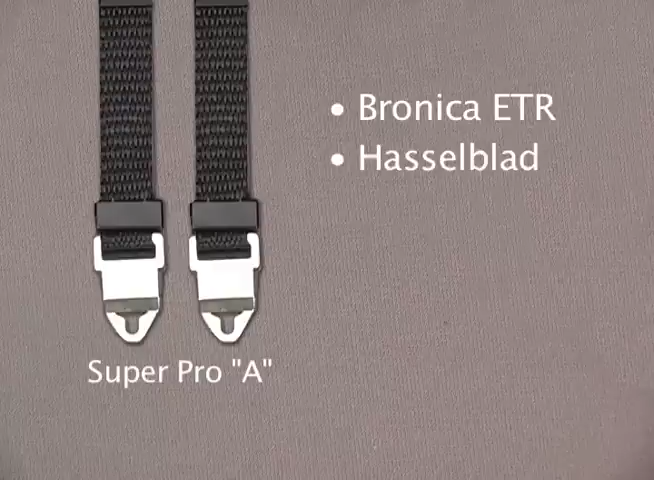 • Bronica ETR
• Hasselblad
Super Pro "A"